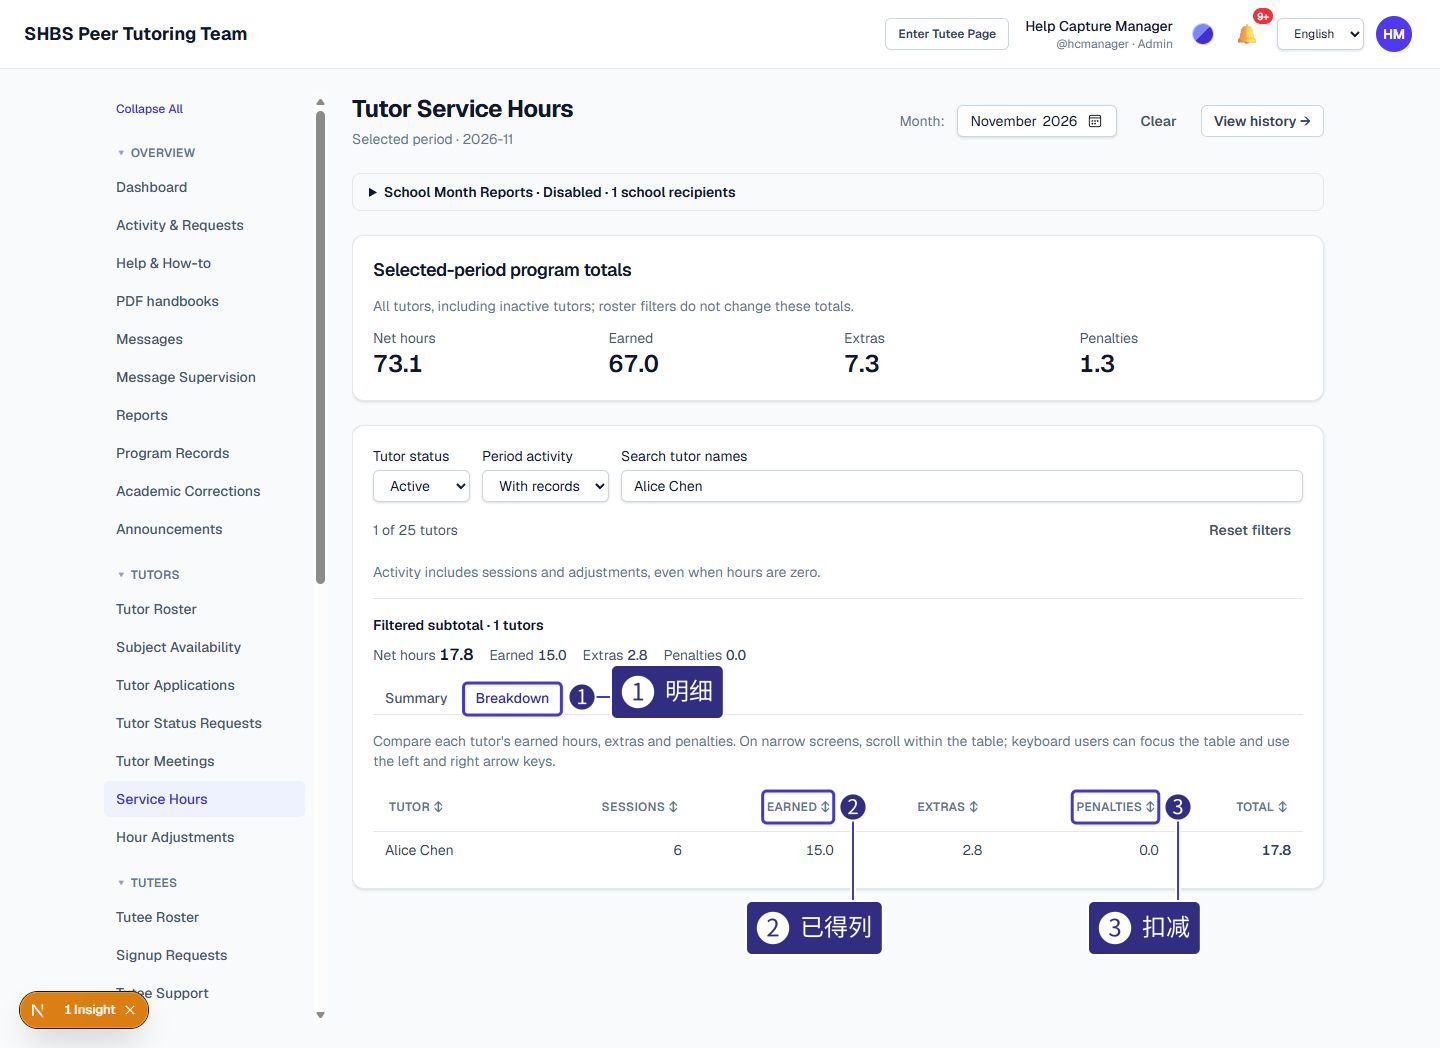 SHBS Peer Tutoring Team
Enter Tutee Page
Help Capture Manager
@hcmanager · Admin
9+
English
HM
Collapse All
OVERVIEW
Dashboard
Activity & Requests
Help & How-to
PDF handbooks
Messages
Message Supervision
Reports
Program Records
Academic Corrections
Announcements
TUTORS
Tutor Roster
Subject Availability
Tutor Applications
Tutor Status Requests
Tutor Meetings
Service Hours
Hour Adjustments
TUTEES
Tutee Roster
Signup Requests
Tutee Support
1 Insight
Tutor Service Hours
Selected period · 2026-11
Month:
November 2026
Clear
View history →
School Month Reports · Disabled · 1 school recipients
Selected-period program totals
All tutors, including inactive tutors; roster filters do not change these totals.
Net hours Earned Extras Penalties
73.1 67.0 7.3 1.3
Tutor status Period activity Search tutor names
Active With records Alice Chen
1 of 25 tutors
Reset filters
Activity includes sessions and adjustments, even when hours are zero.
Filtered subtotal · 1 tutors
Net hours 17.8 Earned 15.0 Extras 2.8 Penalties 0.0
Summary Breakdown 1 1 明细
Compare each tutor's earned hours, extras and penalties. On narrow screens, scroll within the table; keyboard users can focus the table and use
the left and right arrow keys.
TUTOR SESSIONS EARNED 2 EXTRAS PENALTIES 3 TOTAL
Alice Chen 6 15.0 2.8 0.0 17.8
2 已得列
3 扣减